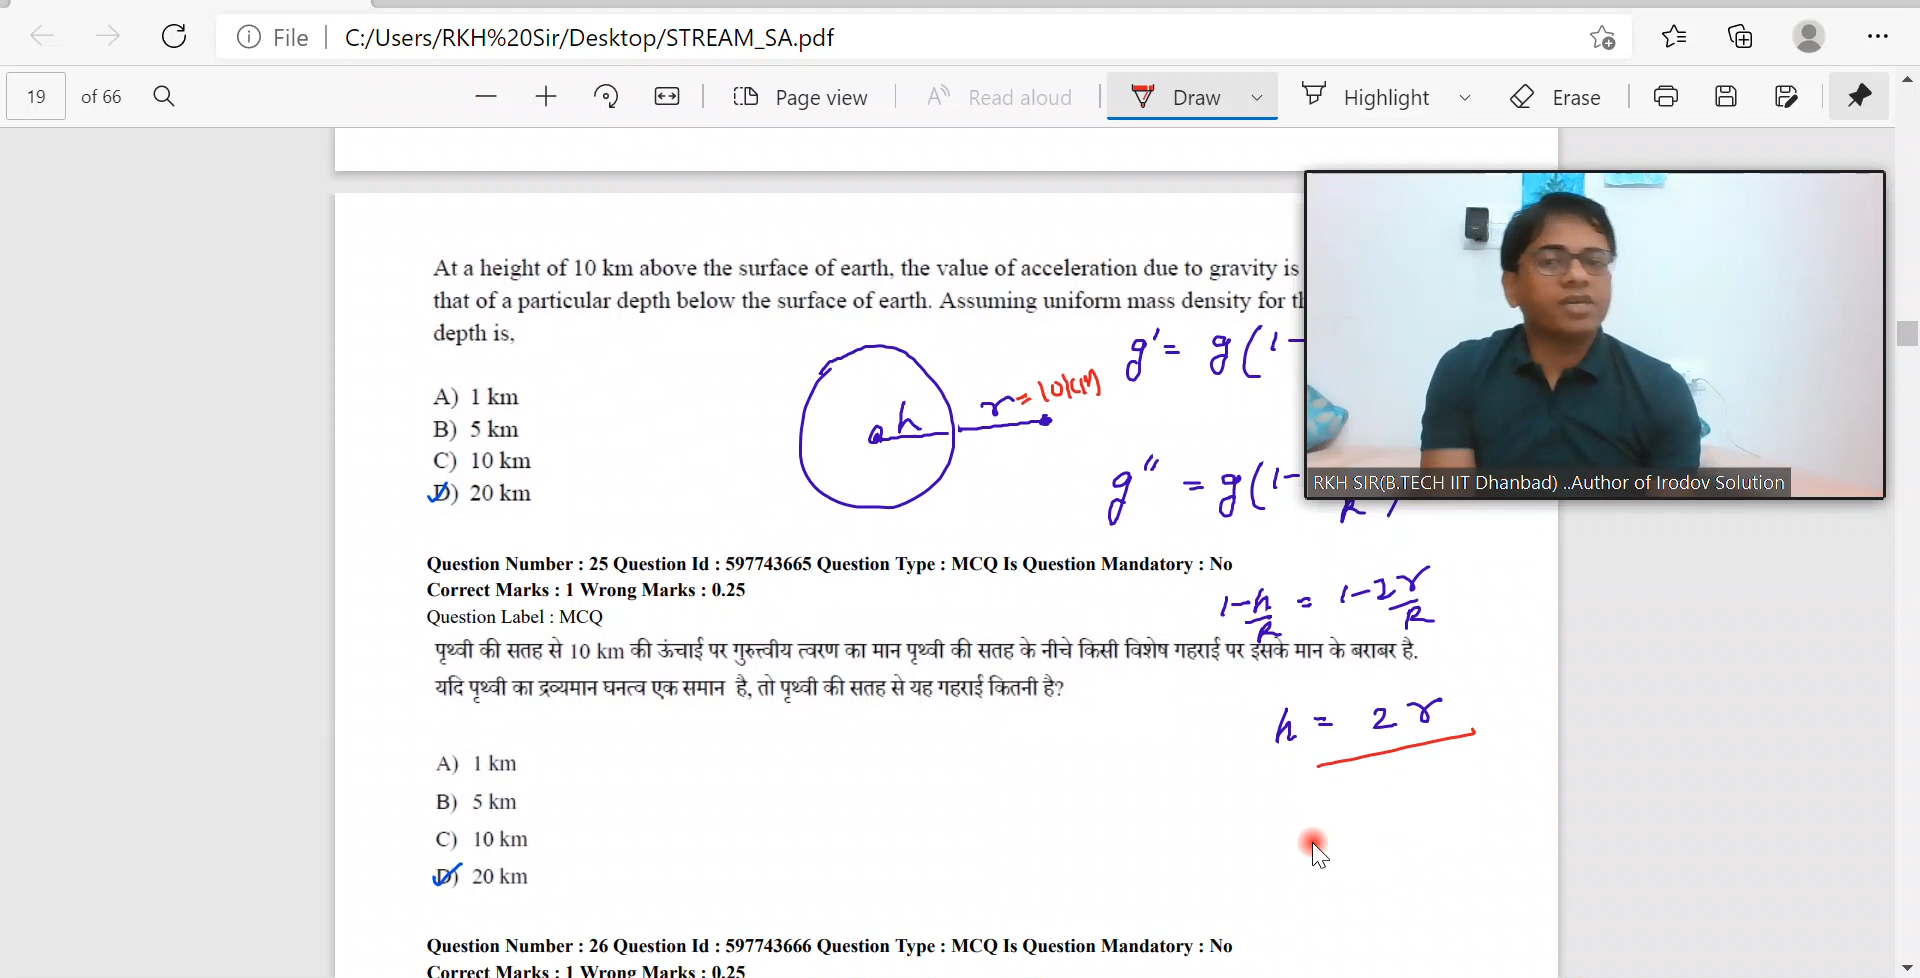 File | C:/Users/RKH%20Sir/Desktop/STREAM_SA.pdf
19 of 66 Page view Read aloud Draw Highlight Erase
At a height of 10 km above the surface of earth, the value of acceleration due to gravity is
that of a particular depth below the surface of earth. Assuming uniform mass density for
depth is,
A) 1 km
B) 5 km
C) 10 km
D) 20 km
h
r = 10km
g' = g(1-
g'' = g(1-
R)
RKH SIR(B.TECH IIT Dhanbad) ..Author of Irodov Solution
Question Number : 25 Question Id : 597743665 Question Type : MCQ Is Question Mandatory : No
Correct Marks : 1 Wrong Marks : 0.25
Question Label : MCQ
1-h/R = 1-2r/R
पृथ्वी की सतह से 10 km की ऊंचाई पर गुरुत्त्वीय त्वरण का मान पृथ्वी की सतह के नीचे किसी विशेष गहराई पर इसके मान के बराबर है.
यदि पृथ्वी का द्रव्यमान घनत्व एक समान है, तो पृथ्वी की सतह से यह गहराई कितनी है?
h = 2r
A) 1 km
B) 5 km
C) 10 km
D) 20 km
Question Number : 26 Question Id : 597743666 Question Type : MCQ Is Question Mandatory : No
Correct Marks : 1 Wrong Marks : 0.25